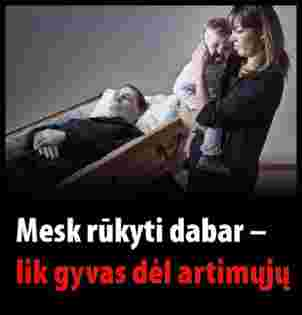 Mesk rūkyti dabar –
lik gyvas dėl artimųjų